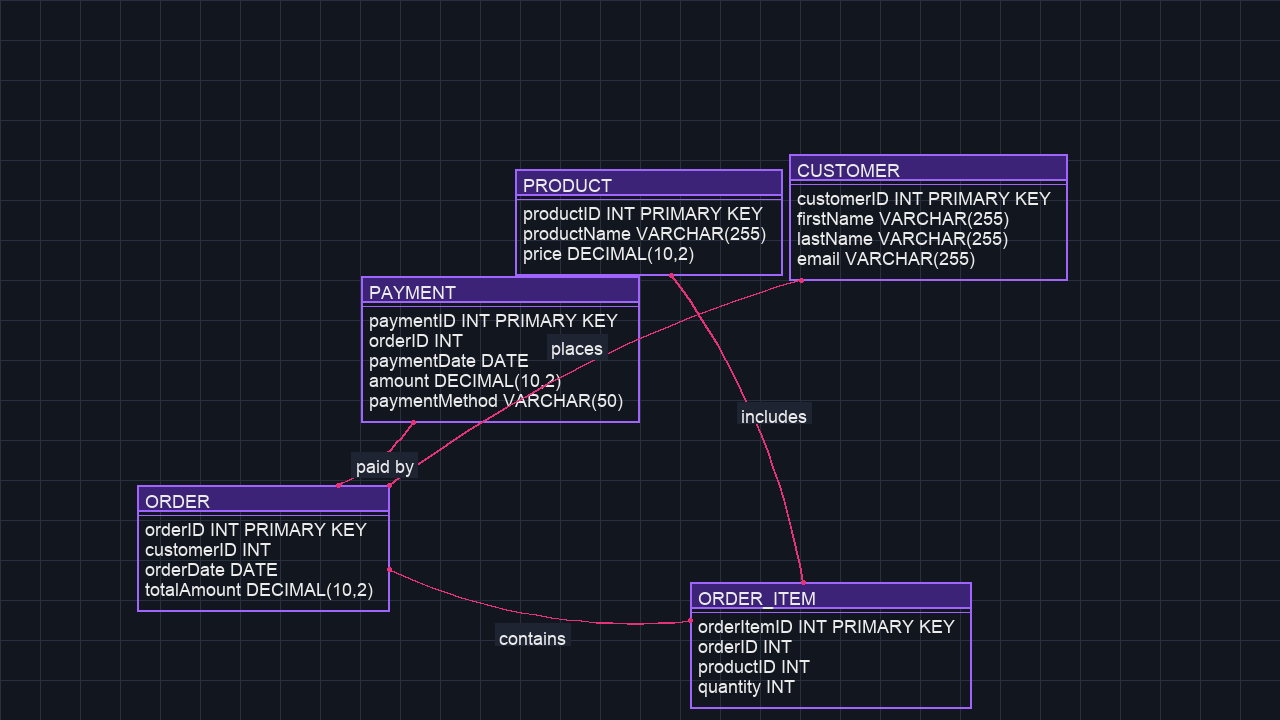 PRODUCT
productID INT PRIMARY KEY
productName VARCHAR(255)
price DECIMAL(10,2)
CUSTOMER
customerID INT PRIMARY KEY
firstName VARCHAR(255)
lastName VARCHAR(255)
email VARCHAR(255)
PAYMENT
paymentID INT PRIMARY KEY
orderID INT
paymentDate DATE
amount DECIMAL(10,2)
paymentMethod VARCHAR(50)
places
includes
paid by
ORDER
orderID INT PRIMARY KEY
customerID INT
orderDate DATE
totalAmount DECIMAL(10,2)
contains
ORDER_ITEM
orderItemID INT PRIMARY KEY
orderID INT
productID INT
quantity INT